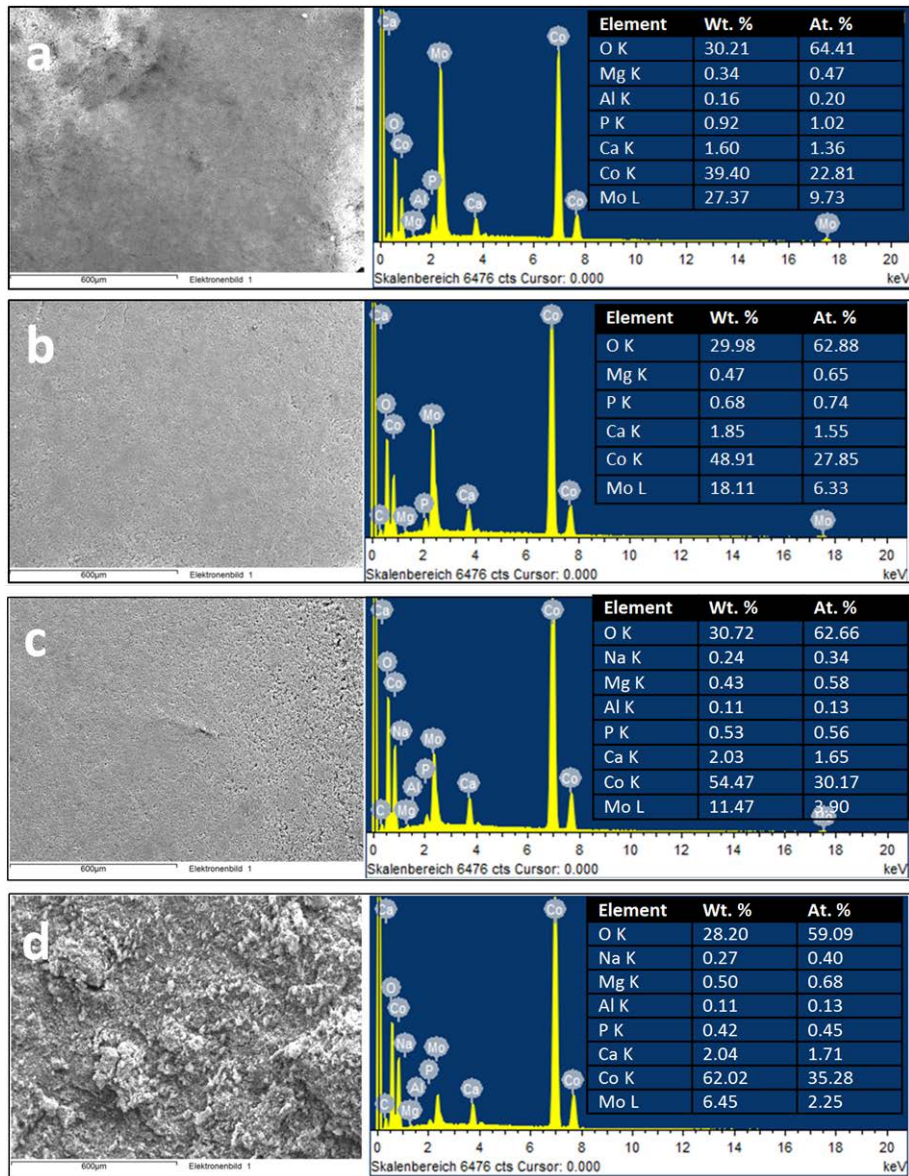 a
600µm Elektronenbild 1
Ca
O
Co
Mo
P
Al
Mg
Ca
Co
Co
Mo
0 2 4 6 8 10 12 14 16 18 20
Skalenbereich 6476 cts Cursor: 0.000 keV
Element Wt. % At. %
O K 30.21 64.41
Mg K 0.34 0.47
Al K 0.16 0.20
P K 0.92 1.02
Ca K 1.60 1.36
Co K 39.40 22.81
Mo L 27.37 9.73
b
600µm Elektronenbild 1
Ca
O
Co
C
Mg
P
Mo
Ca
Co
Co
Mo
0 2 4 6 8 10 12 14 16 18 20
Skalenbereich 6476 cts Cursor: 0.000 keV
Element Wt. % At. %
O K 29.98 62.88
Mg K 0.47 0.65
P K 0.68 0.74
Ca K 1.85 1.55
Co K 48.91 27.85
Mo L 18.11 6.33
c
600µm Elektronenbild 1
Ca
O
Co
Na
C
Mg
Al
P
Mo
Ca
Co
Co
0 2 4 6 8 10 12 14 16 18 20
Skalenbereich 6476 cts Cursor: 0.000 keV
Element Wt. % At. %
O K 30.72 62.66
Na K 0.24 0.34
Mg K 0.43 0.58
Al K 0.11 0.13
P K 0.53 0.56
Ca K 2.03 1.65
Co K 54.47 30.17
Mo L 11.47 3.90
d
600µm Elektronenbild 1
Ca
O
Co
Na
C
Mg
Al
P
Mo
Ca
Co
Co
0 2 4 6 8 10 12 14 16 18 20
Skalenbereich 6476 cts Cursor: 0.000 keV
Element Wt. % At. %
O K 28.20 59.09
Na K 0.27 0.40
Mg K 0.50 0.68
Al K 0.11 0.13
P K 0.42 0.45
Ca K 2.04 1.71
Co K 62.02 35.28
Mo L 6.45 2.25